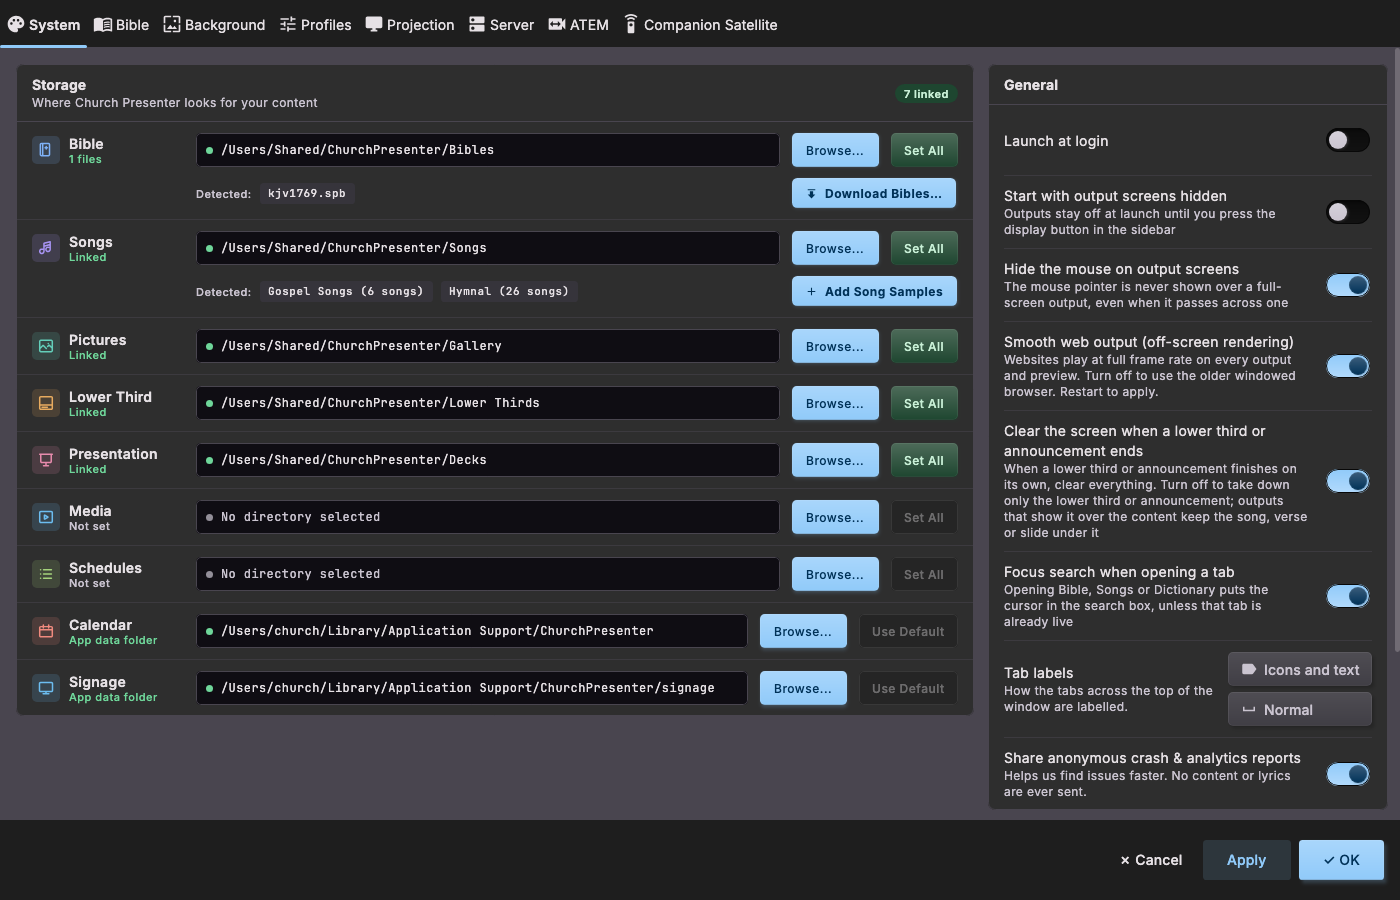 System
Bible
Background
Profiles
Projection
Server
ATEM
Companion Satellite
Storage
Where Church Presenter looks for your content
7 linked
Bible
1 files
/Users/Shared/ChurchPresenter/Bibles
Browse...
Set All
Detected:
kjv1769.spb
Download Bibles...
Songs
Linked
/Users/Shared/ChurchPresenter/Songs
Browse...
Set All
Detected:
Gospel Songs (6 songs)
Hymnal (26 songs)
+ Add Song Samples
Pictures
Linked
/Users/Shared/ChurchPresenter/Gallery
Browse...
Set All
Lower Third
Linked
/Users/Shared/ChurchPresenter/Lower Thirds
Browse...
Set All
Presentation
Linked
/Users/Shared/ChurchPresenter/Decks
Browse...
Set All
Media
Not set
No directory selected
Browse...
Set All
Schedules
Not set
No directory selected
Browse...
Set All
Calendar
App data folder
/Users/church/Library/Application Support/ChurchPresenter
Browse...
Use Default
Signage
App data folder
/Users/church/Library/Application Support/ChurchPresenter/signage
Browse...
Use Default
General
Launch at login
Start with output screens hidden
Outputs stay off at launch until you press the
display button in the sidebar
Hide the mouse on output screens
The mouse pointer is never shown over a full-
screen output, even when it passes across one
Smooth web output (off-screen rendering)
Websites play at full frame rate on every output
and preview. Turn off to use the older windowed
browser. Restart to apply.
Clear the screen when a lower third or
announcement ends
When a lower third or announcement finishes on
its own, clear everything. Turn off to take down
only the lower third or announcement; outputs
that show it over the content keep the song, verse
or slide under it
Focus search when opening a tab
Opening Bible, Songs or Dictionary puts the
cursor in the search box, unless that tab is
already live
Tab labels
How the tabs across the top of the
window are labelled.
Icons and text
Normal
Share anonymous crash & analytics reports
Helps us find issues faster. No content or lyrics
are ever sent.
× Cancel
Apply
✓ OK